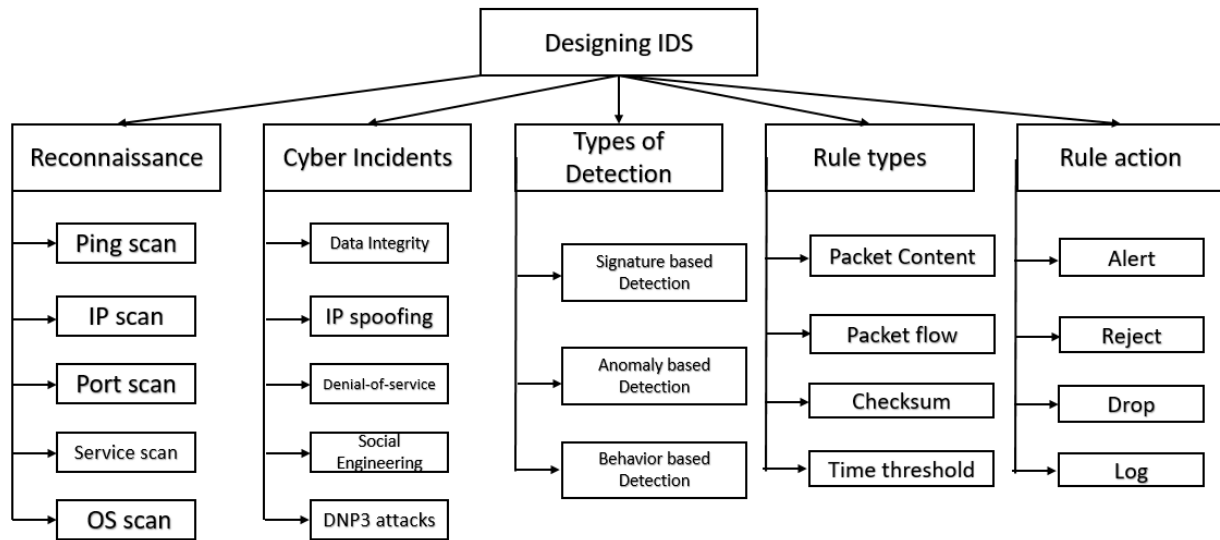 Designing IDS
Reconnaissance
Ping scan
IP scan
Port scan
Service scan
OS scan
Cyber Incidents
Data Integrity
IP spoofing
Denial-of-service
Social
Engineering
DNP3 attacks
Types of
Detection
Signature based
Detection
Anomaly based
Detection
Behavior based
Detection
Rule types
Packet Content
Packet flow
Checksum
Time threshold
Rule action
Alert
Reject
Drop
Log